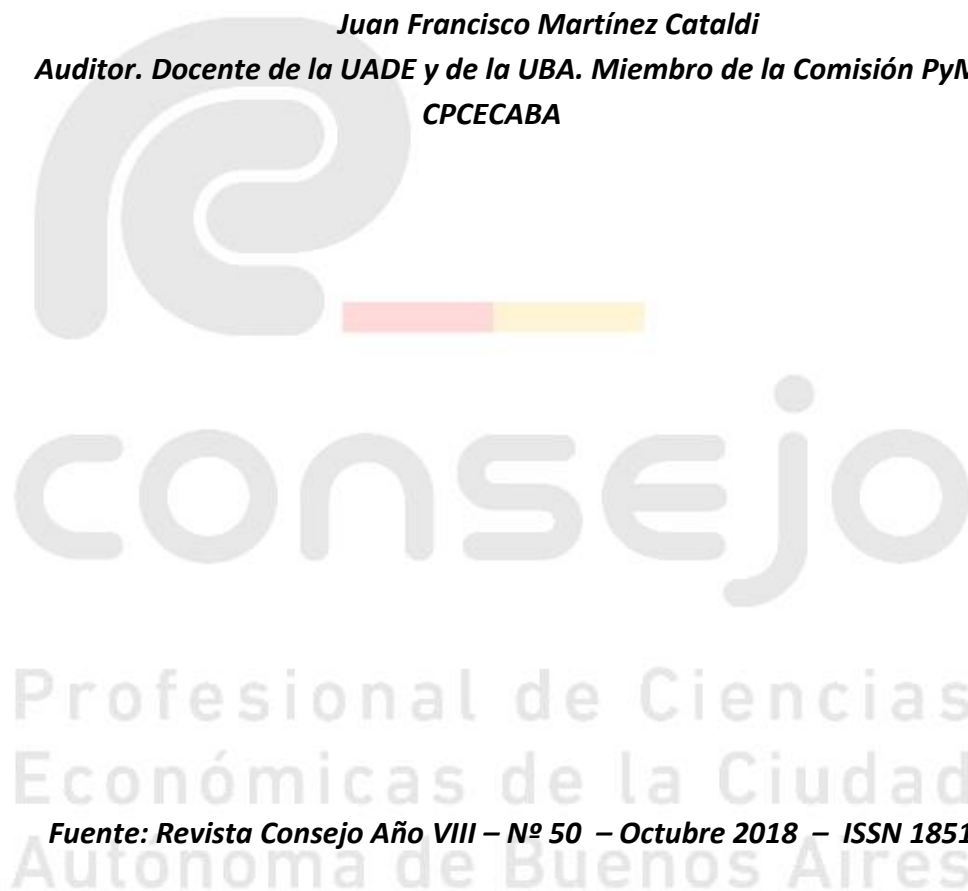 Juan Francisco Martínez Cataldi
Auditor. Docente de la UADE y de la UBA. Miembro de la Comisión PyM
CPCECABA
consejo
Profesional de Ciencias
Económicas de la Ciudad
Fuente: Revista Consejo Año VIII – Nº 50 – Octubre 2018 – ISSN 1851
Autónoma de Buenos Aires